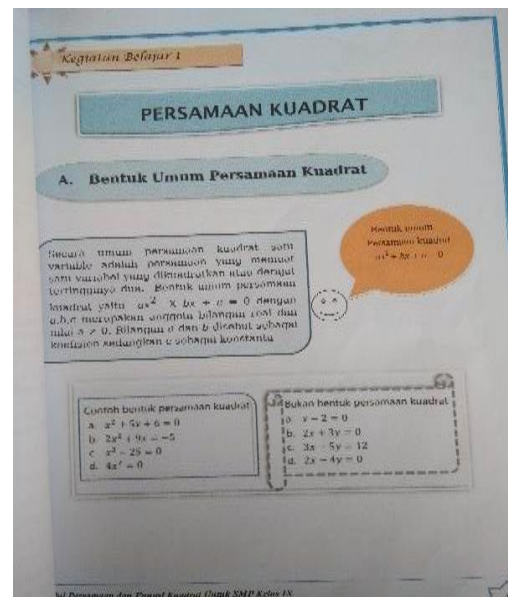 Kegiatan Belajar 1
PERSAMAAN KUADRAT
A. Bentuk Umum Persamaan Kuadrat
Secara umum persamaan kuadrat satu
variable adalah persamaan yang memuat
satu variabel yang dikuadratkan atau derajat
tertingginya dua. Bentuk umum persamaan
kuadrat yaitu ax² + bx + c = 0 dengan
a,b,c merupakan anggota bilangan real dan
nilai a ≠ 0. Bilangan a dan b disebut sebagai
koefisien sedangkan c sebagai konstanta
Bentuk umum
Persamaan kuadrat
ax² + bx + c = 0
Contoh bentuk persamaan kuadrat
a. x² + 5x + 6 = 0
b. 2x² + 9x = -5
c. x² - 25 = 0
d. 4x² = 0
Bukan bentuk persamaan kuadrat
a. x - 2 = 0
b. 2x + 3y = 0
c. 3x - 5y = 12
d. 2x - 4y = 0
Persamaan dan Fungsi Kuadrat Untuk SMP Kelas IX